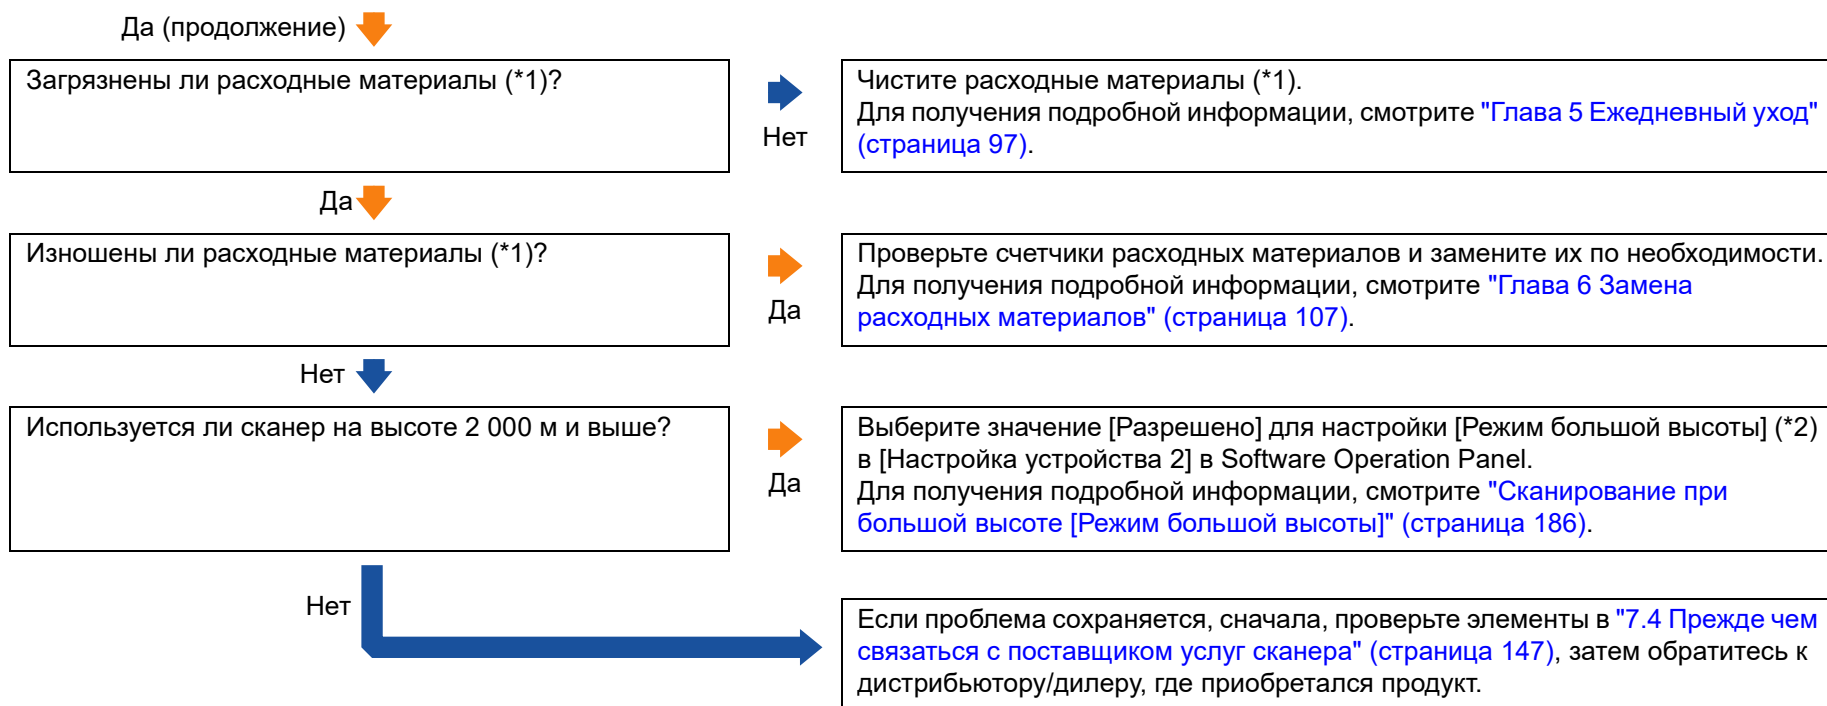 Да (продолжение)
Загрязнены ли расходные материалы (*1)?
Нет
Чистите расходные материалы (*1).
Для получения подробной информации, смотрите "Глава 5 Ежедневный уход"
(страница 97).
Да
Изношены ли расходные материалы (*1)?
Да
Проверьте счетчики расходных материалов и замените их по необходимости.
Для получения подробной информации, смотрите "Глава 6 Замена
расходных материалов" (страница 107).
Нет
Используется ли сканер на высоте 2 000 м и выше?
Да
Выберите значение [Разрешено] для настройки [Режим большой высоты] (*2)
в [Настройка устройства 2] в Software Operation Panel.
Для получения подробной информации, смотрите "Сканирование при
большой высоте [Режим большой высоты]" (страница 186).
Нет
Если проблема сохраняется, сначала, проверьте элементы в "7.4 Прежде чем
связаться с поставщиком услуг сканера" (страница 147), затем обратитесь к
дистрибьютору/дилеру, где приобретался продукт.